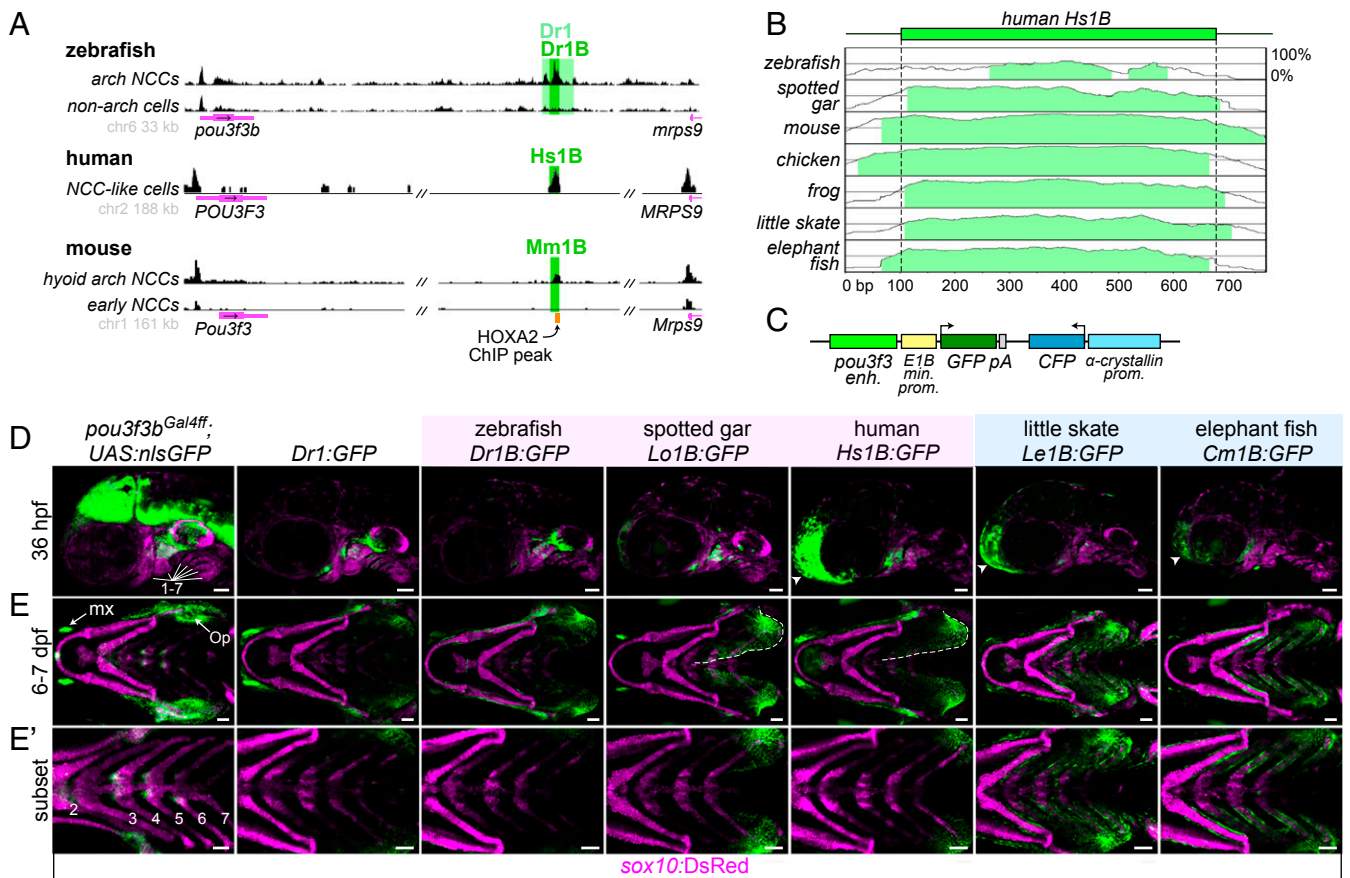 A
zebrafish
arch NCCs
non-arch cells
chr6 33 kb
pou3f3b
Dr1
Dr1B
mrps9
human
NCC-like cells
chr2 188 kb
POU3F3
//
Hs1B
//
MRPS9
mouse
hyoid arch NCCs
early NCCs
chr1 161 kb
Pou3f3
//
//
Mm1B
//
//
Mrps9
HOXA2
ChIP peak
B
human Hs1B
zebrafish
100%
0%
spotted
gar
mouse
chicken
frog
little skate
elephant
fish
0 bp 100 200 300 400 500 600 700
C
pou3f3
enh.
E1B
min.
prom.
GFP pA
CFP
α-crystallin
prom.
D
pou3f3bGal4ff;
UAS:nlsGFP
Dr1:GFP
zebrafish
Dr1B:GFP
spotted gar
Lo1B:GFP
human
Hs1B:GFP
little skate
Le1B:GFP
elephant fish
Cm1B:GFP
36 hpf
1-7
E
6-7 dpf
mx
Op
E'
subset
2
3
4
5
6
7
sox10:DsRed